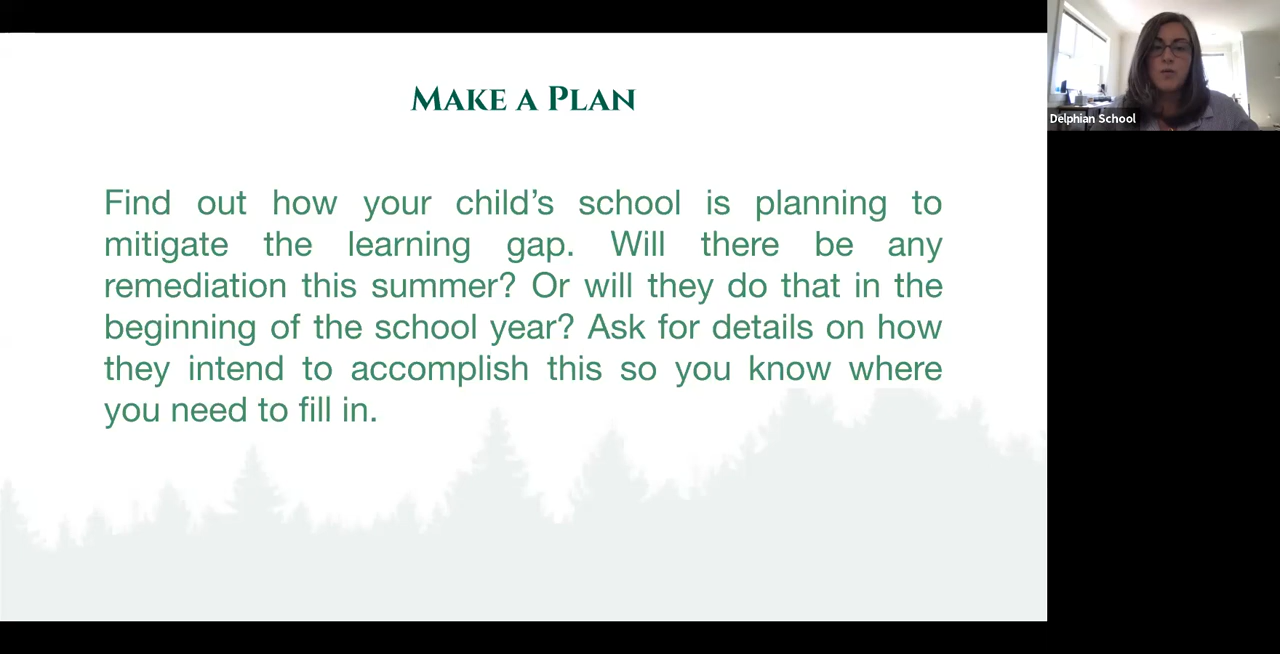 Make a Plan
Find out how your child’s school is planning to
mitigate the learning gap. Will there be any
remediation this summer? Or will they do that in the
beginning of the school year? Ask for details on how
they intend to accomplish this so you know where
you need to fill in.
Delphian School